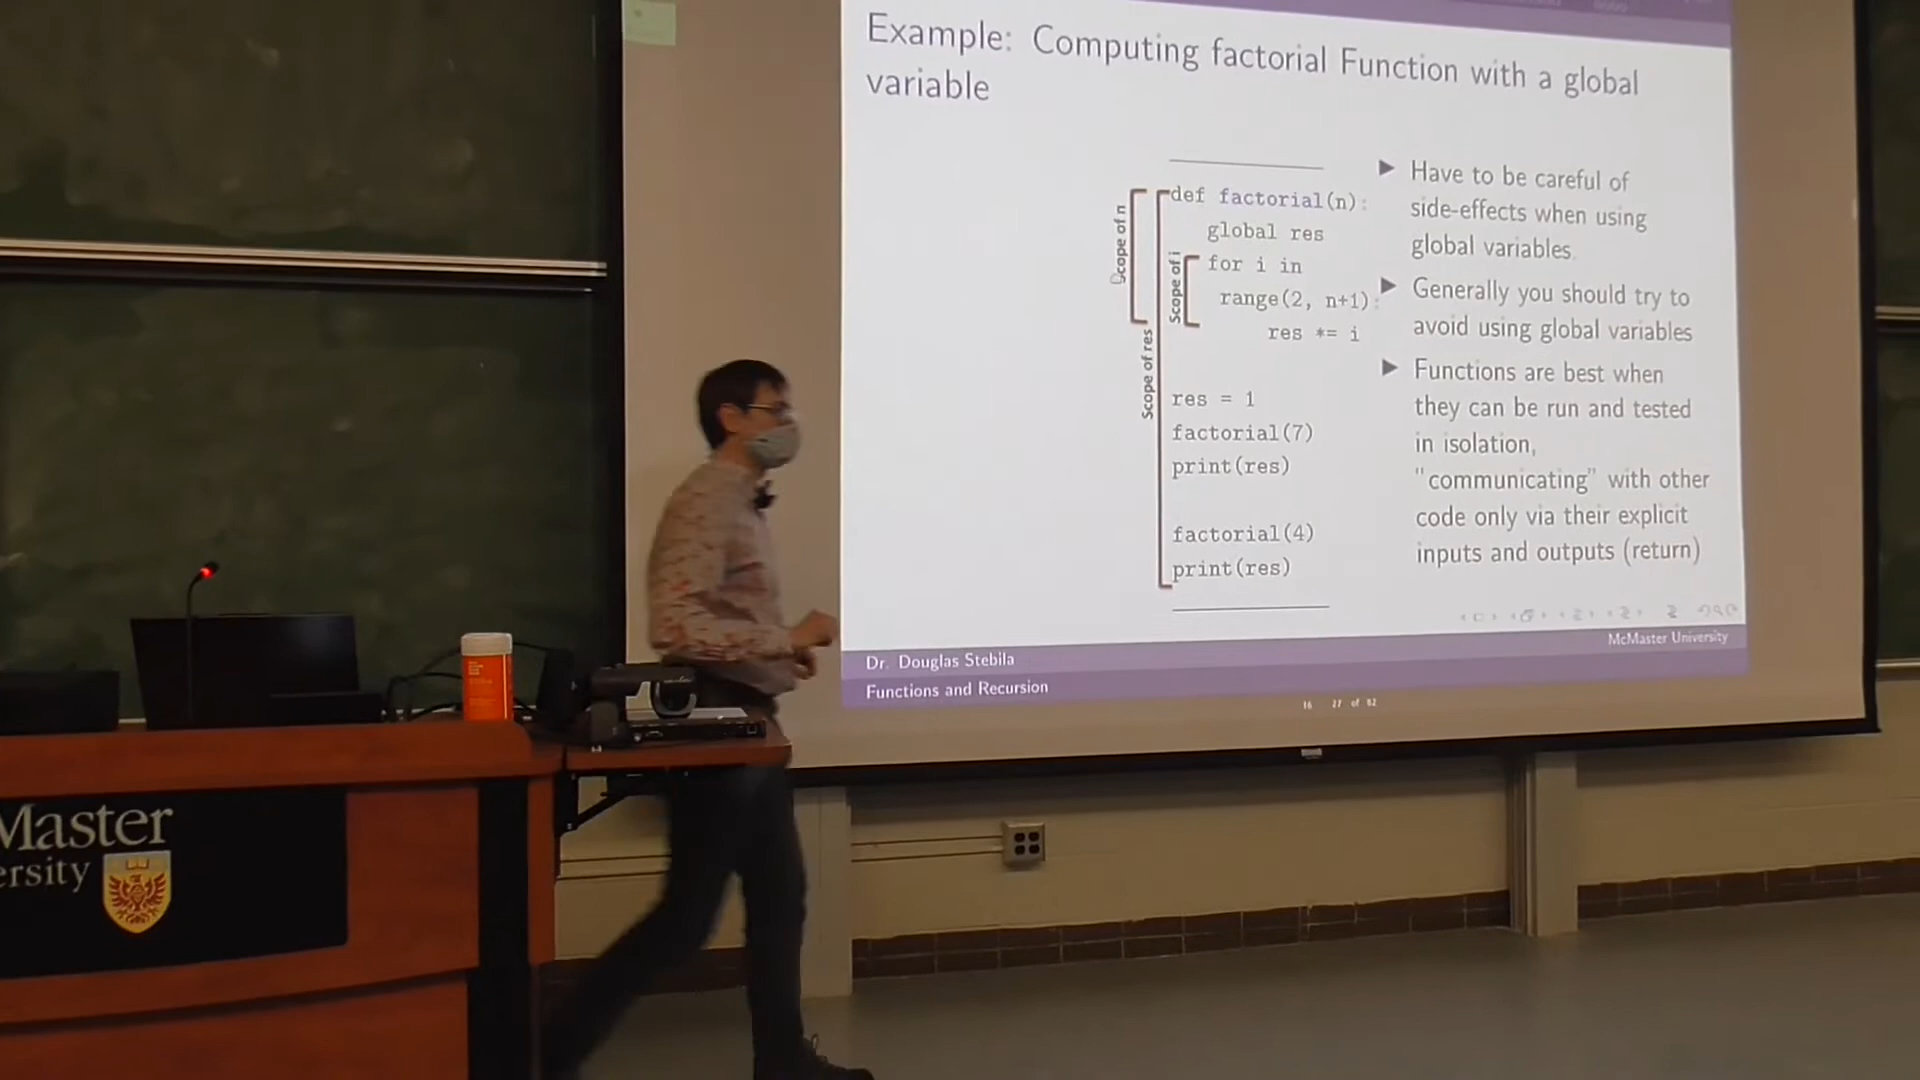 Example: Computing factorial Function with a global
variable
def factorial(n):
global res
for i in
range(2, n+1):
res *= i
res = 1
factorial(7)
print(res)
factorial(4)
print(res)
Scope of n
Scope of i
Scope of res
Have to be careful of
side-effects when using
global variables.
Generally you should try to
avoid using global variables
Functions are best when
they can be run and tested
in isolation,
"communicating" with other
code only via their explicit
inputs and outputs (return)
McMaster University
Dr. Douglas Stebila
Functions and Recursion
16 27 of 82
Master
ersity